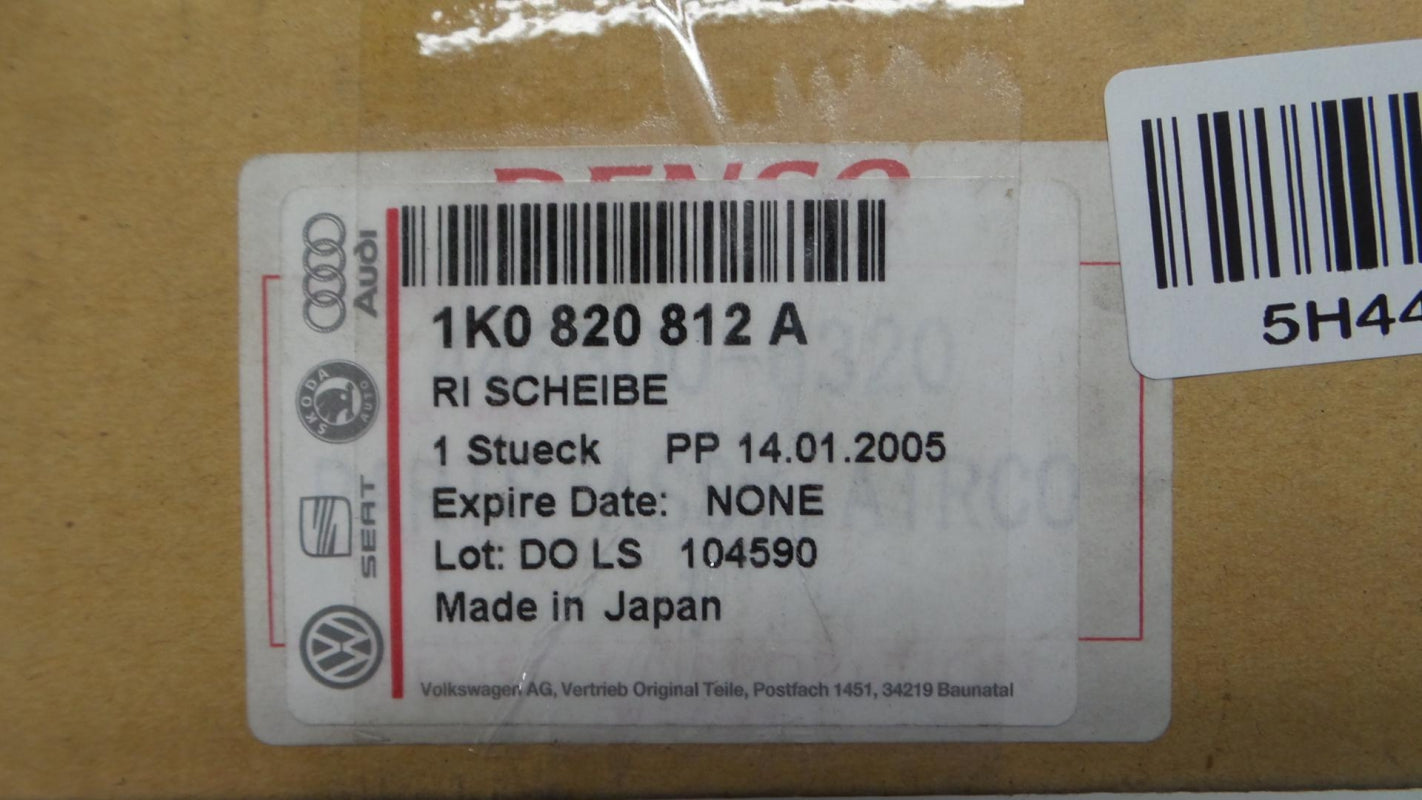 DENSO
Audi
SKODA AUTO
SEAT
1K0 820 812 A
RI SCHEIBE
1 Stueck PP 14.01.2005
Expire Date: NONE
Lot: DO LS 104590
Made in Japan
Volkswagen AG, Vertrieb Original Teile, Postfach 1451, 34219 Baunatal
5H44